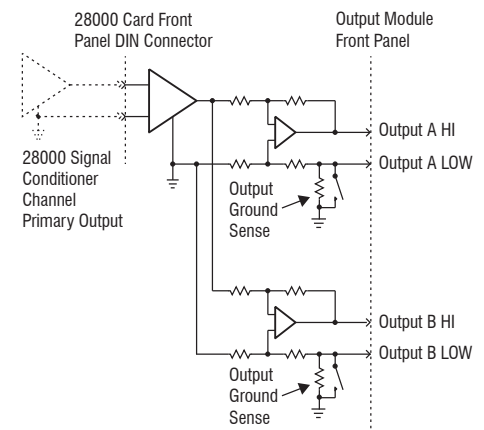 28000 Card Front
Panel DIN Connector
Output Module
Front Panel
28000 Signal
Conditioner
Channel
Primary Output
Output A HI
Output A LOW
Output
Ground
Sense
Output B HI
Output B LOW
Output
Ground
Sense